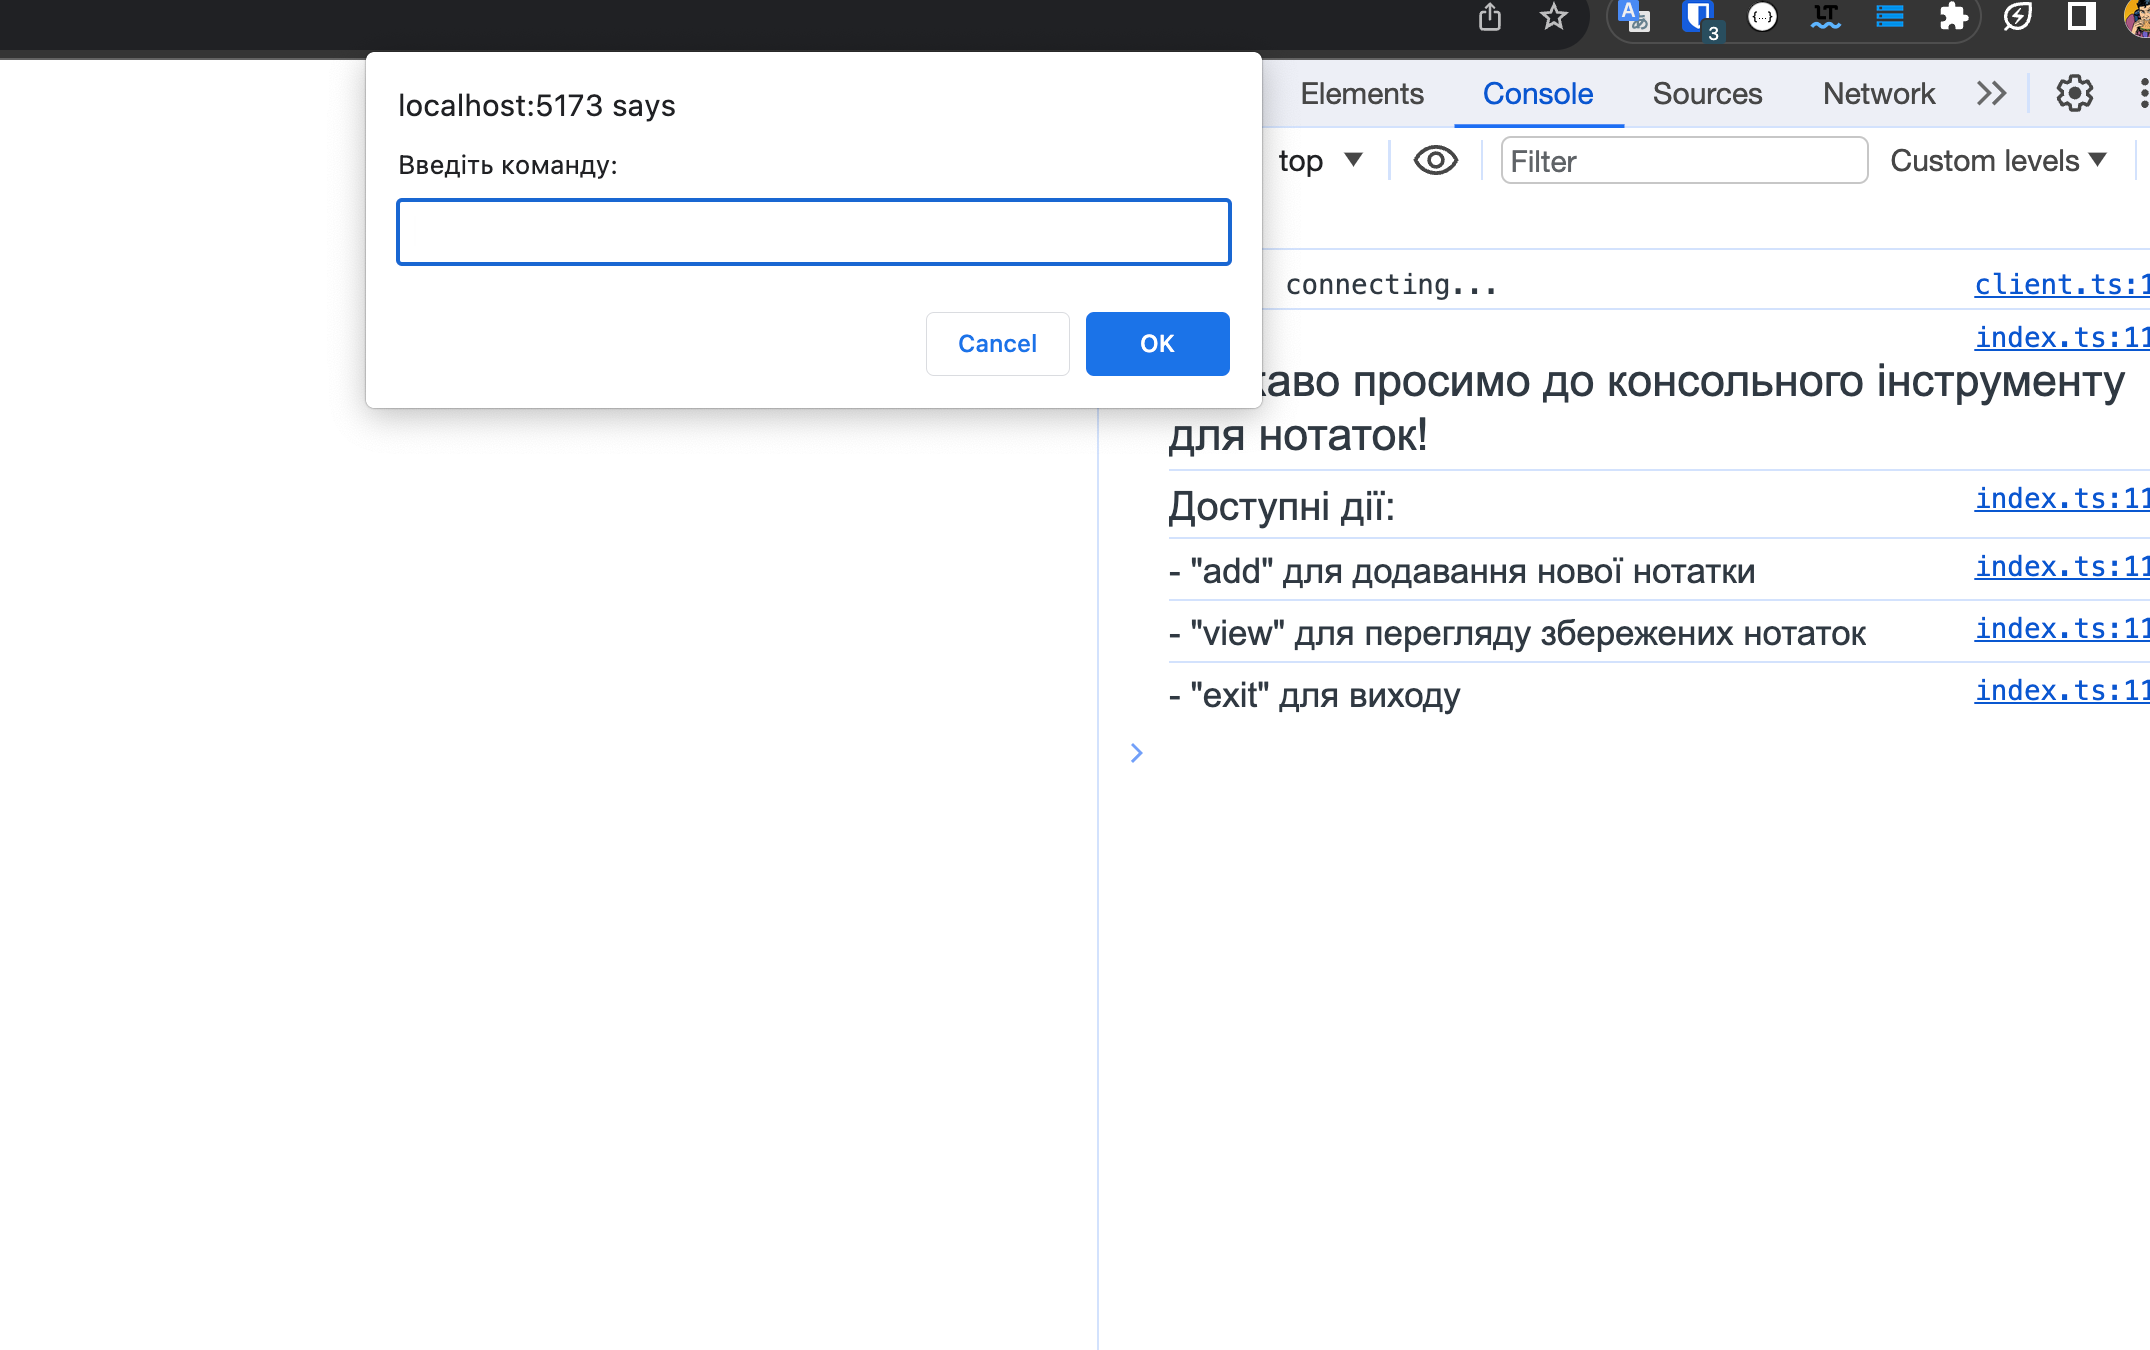 3
localhost:5173 says
Введіть команду:
Cancel
OK
Elements
Console
Sources
Network
top
Filter
Custom levels
connecting...
client.ts:1
index.ts:11
просимо до консольного інструменту
для нотаток!
Доступні дії:
index.ts:11
- "add" для додавання нової нотатки
index.ts:11
- "view" для перегляду збережених нотаток
index.ts:11
- "exit" для виходу
index.ts:11